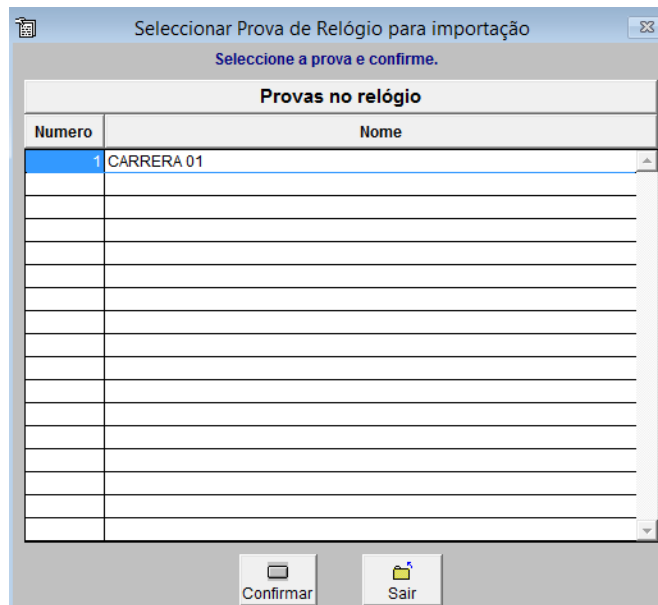 Seleccionar Prova de Relógio para importação
Seleccione a prova e confirme.
Provas no relógio
Numero Nome
1 CARRERA 01
Confirmar Sair